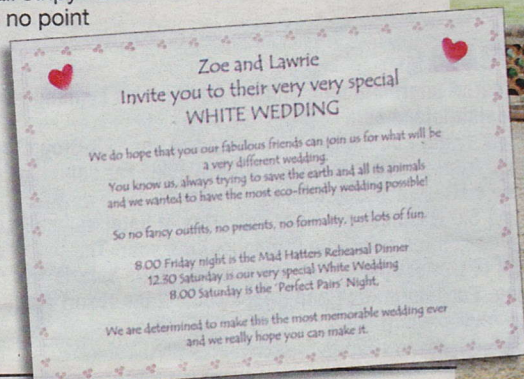 no point
Zoe and Lawrie
Invite you to their very very special
WHITE WEDDING
We do hope that you our fabulous friends can join us for what will be
a very different wedding.
You know us, always trying to save the earth and all its animals
and we wanted to have the most eco-friendly wedding possible!
So no fancy outfits, no presents, no formality, just lots of fun.
8.00 Friday night is the Mad Hatters Rehearsal Dinner
12.30 Saturday is our very special White Wedding
8.00 Saturday is the 'Perfect Pairs' Night.
We are determined to make this the most memorable wedding ever
and we really hope you can make it.